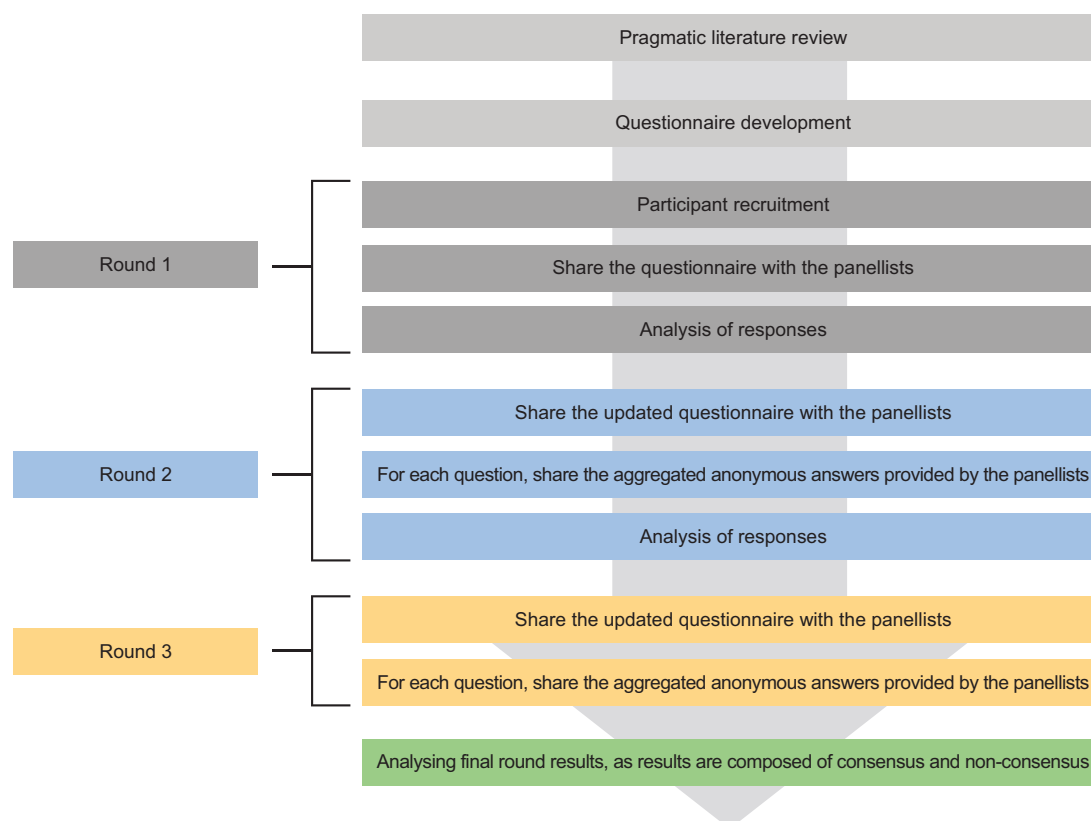 Pragmatic literature review
Questionnaire development
Round 1
Participant recruitment
Share the questionnaire with the panellists
Analysis of responses
Round 2
Share the updated questionnaire with the panellists
For each question, share the aggregated anonymous answers provided by the panellists
Analysis of responses
Round 3
Share the updated questionnaire with the panellists
For each question, share the aggregated anonymous answers provided by the panellists
Analysing final round results, as results are composed of consensus and non-consensus